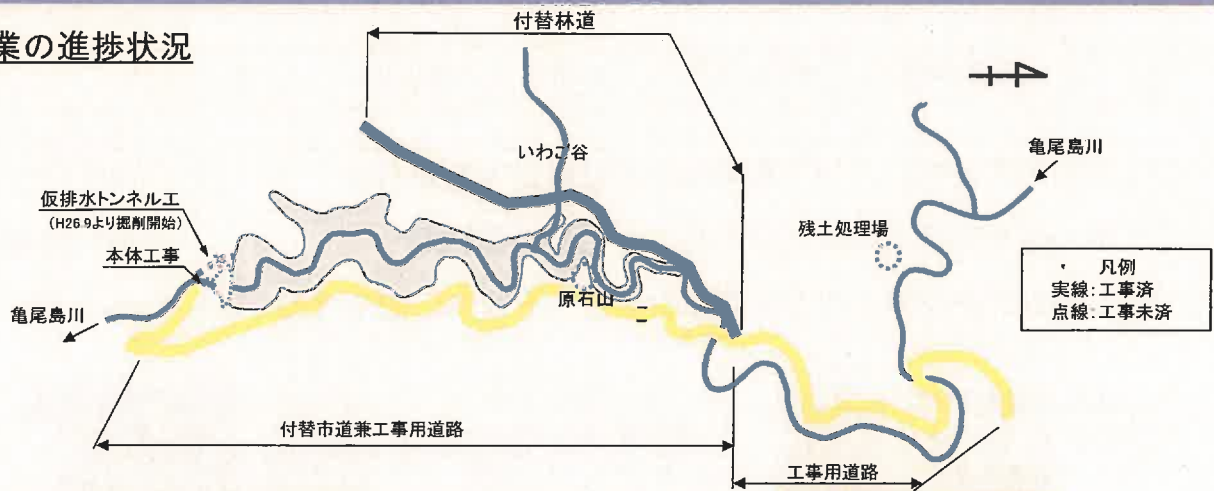 業の進捗状況
付替林道
いわご谷
亀尾島川
仮排水トンネル工
(H26.9より掘削開始)
本体工事
残土処理場
凡例
実線:工事済
点線:工事未済
亀尾島川
原石山
付替市道兼工事用道路
工事用道路